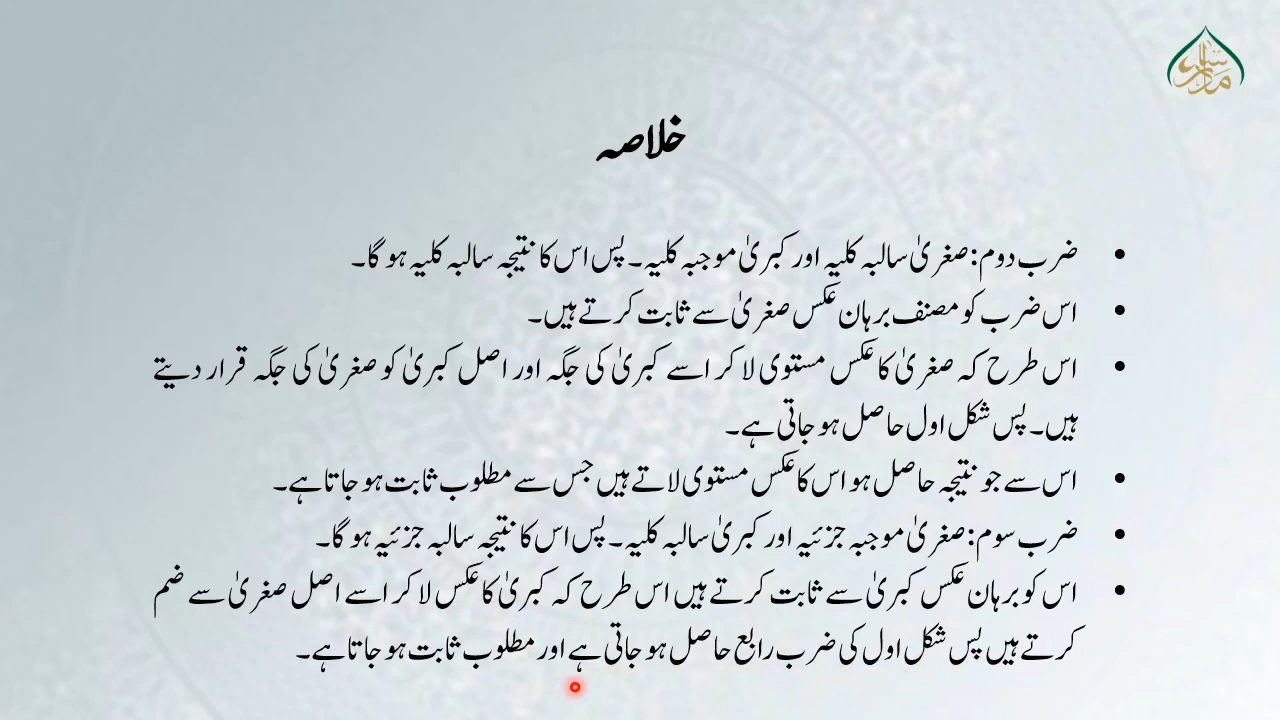 خلاصہ
ضرب دوم: صغریٰ سالبہ کلیہ اور کبریٰ موجبہ کلیہ۔ پس اس کا نتیجہ سالبہ کلیہ ہو گا۔
اس ضرب کو مصنف برہان عکس صغریٰ سے ثابت کرتے ہیں۔
اس طرح کہ صغریٰ کا عکس مستوی لا کر اسے کبریٰ کی جگہ اور اصل کبریٰ کو صغریٰ کی جگہ قرار دیتے
ہیں۔ پس شکل اول حاصل ہو جاتی ہے۔
اس سے جو نتیجہ حاصل ہو اس کا عکس مستوی لاتے ہیں جس سے مطلوب ثابت ہو جاتا ہے۔
ضرب سوم: صغریٰ موجبہ جزئیہ اور کبریٰ سالبہ کلیہ۔ پس اس کا نتیجہ سالبہ جزئیہ ہو گا۔
اس کو برہان عکس کبریٰ سے ثابت کرتے ہیں اس طرح کہ کبریٰ کا عکس لا کر اسے اصل صغریٰ سے ضم
کرتے ہیں پس شکل اول کی ضرب رابع حاصل ہو جاتی ہے اور مطلوب ثابت ہو جاتا ہے۔